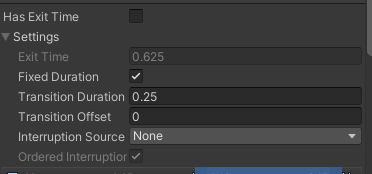 Has Exit Time
Settings
Exit Time 0.625
Fixed Duration
Transition Duration 0.25
Transition Offset 0
Interruption Source None
Ordered Interruption